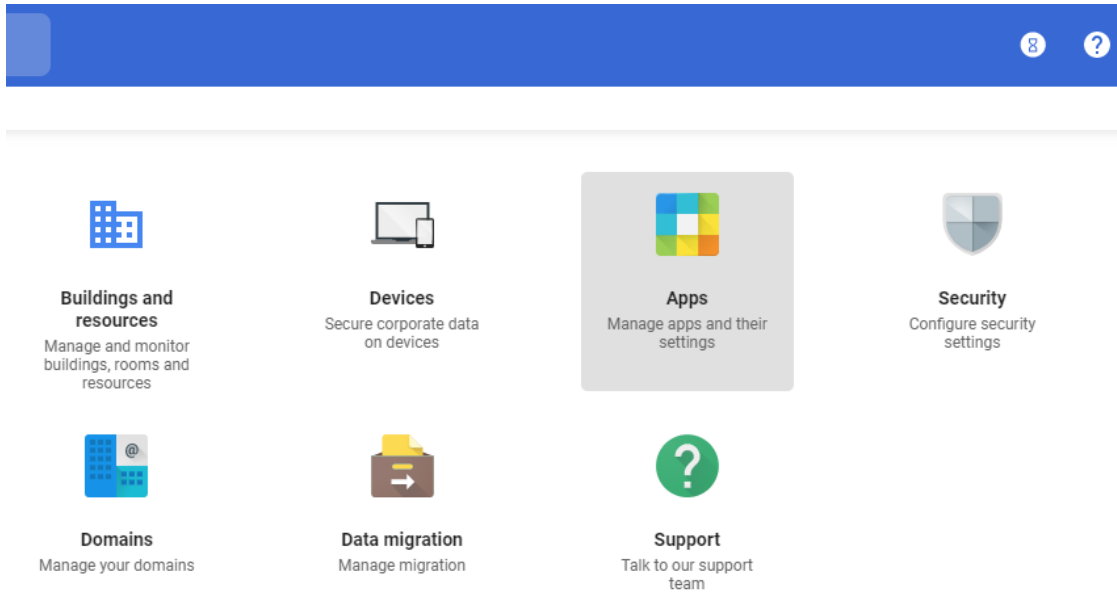 Buildings and
resources
Manage and monitor
buildings, rooms and
resources
Devices
Secure corporate data
on devices
Apps
Manage apps and their
settings
Security
Configure security
settings
@
Domains
Manage your domains
Data migration
Manage migration
?
Support
Talk to our support
team